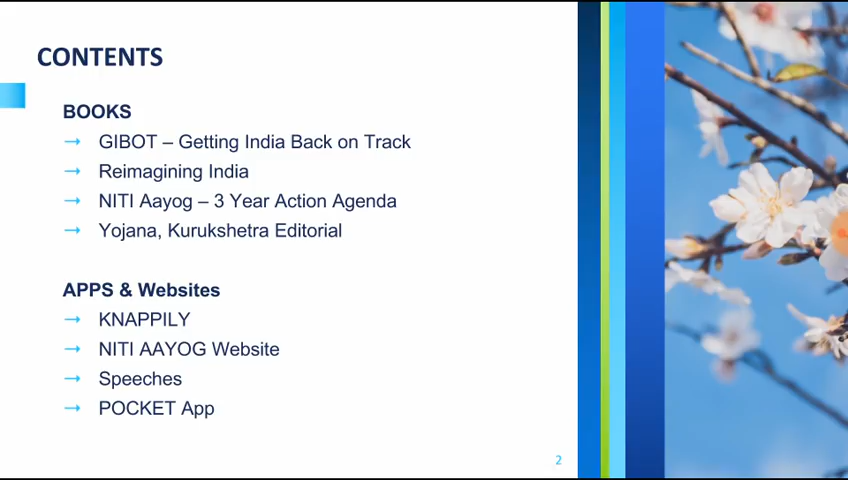 CONTENTS
BOOKS
→ GIBOT – Getting India Back on Track
→ Reimagining India
→ NITI Aayog – 3 Year Action Agenda
→ Yojana, Kurukshetra Editorial
APPS & Websites
→ KNAPPILY
→ NITI AAYOG Website
→ Speeches
→ POCKET App
2